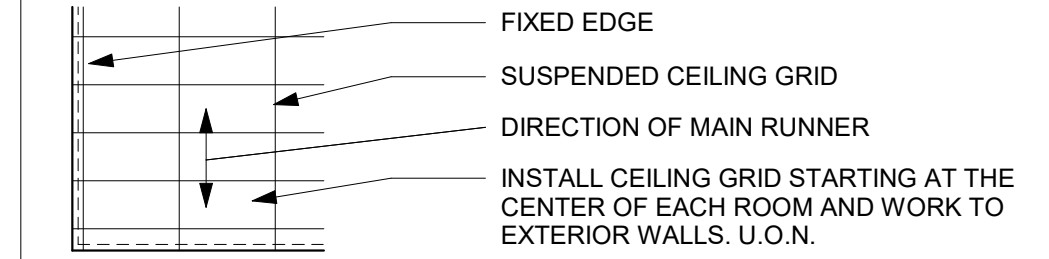 FIXED EDGE
SUSPENDED CEILING GRID
DIRECTION OF MAIN RUNNER
INSTALL CEILING GRID STARTING AT THE
CENTER OF EACH ROOM AND WORK TO
EXTERIOR WALLS. U.O.N.